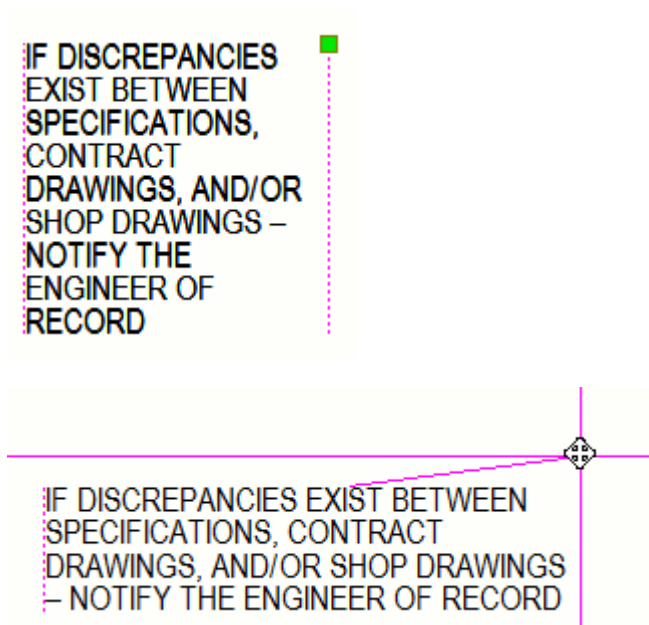 IF DISCREPANCIES
EXIST BETWEEN
SPECIFICATIONS,
CONTRACT
DRAWINGS, AND/OR
SHOP DRAWINGS –
NOTIFY THE
ENGINEER OF
RECORD
IF DISCREPANCIES EXIST BETWEEN
SPECIFICATIONS, CONTRACT
DRAWINGS, AND/OR SHOP DRAWINGS
– NOTIFY THE ENGINEER OF RECORD